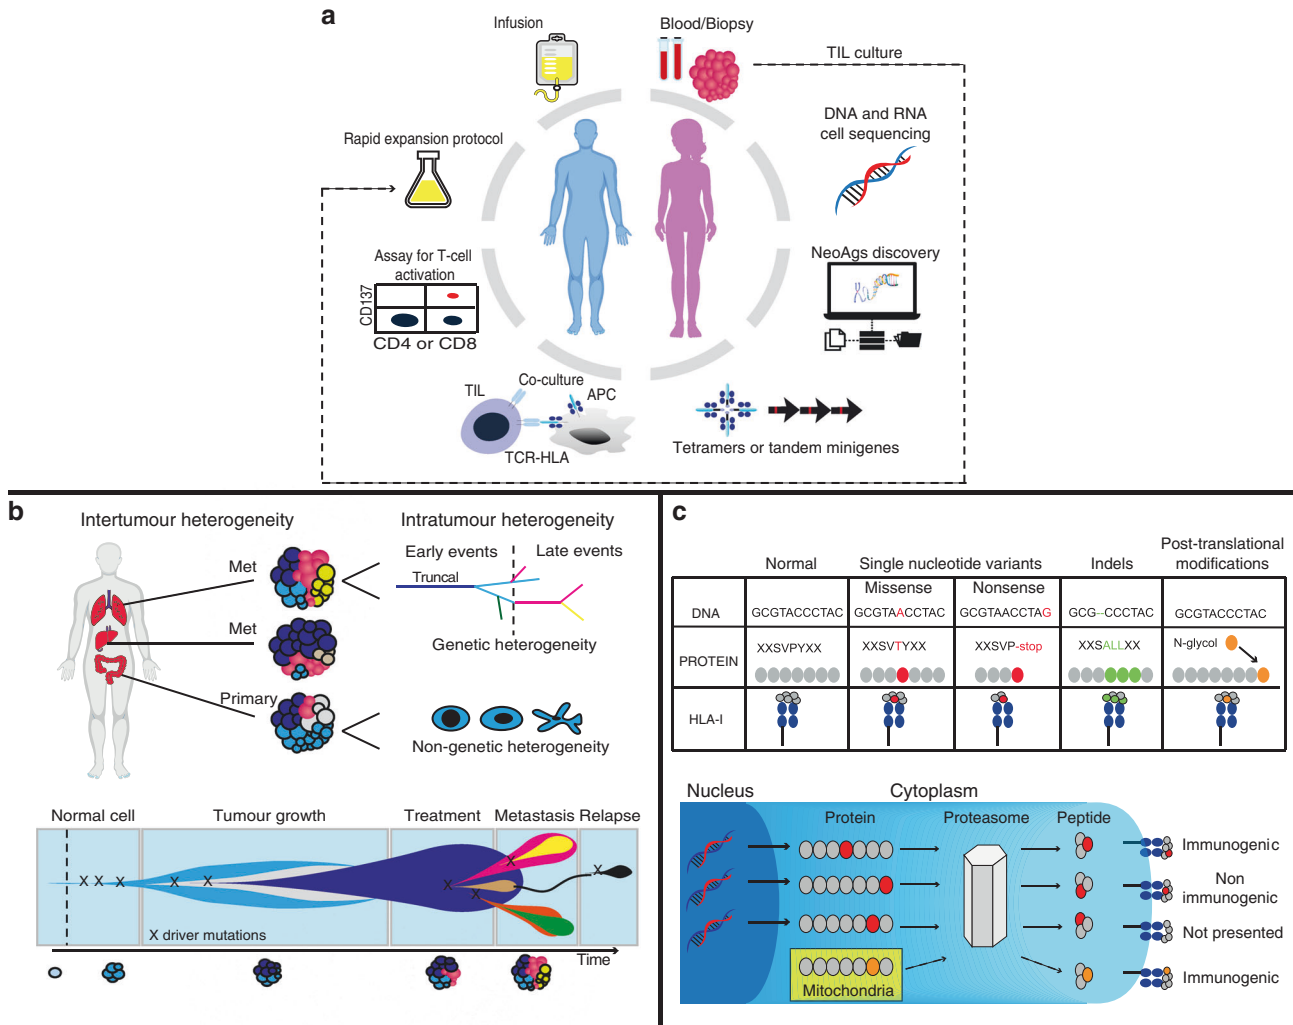 a
Infusion
Blood/Biopsy
TIL culture
DNA and RNA
cell sequencing
Rapid expansion protocol
NeoAgs discovery
Assay for T-cell
activation
CD137
CD4 or CD8
Co-culture
TIL
APC
TCR-HLA
Tetramers or tandem minigenes
b
Intertumour heterogeneity
Intratumour heterogeneity
Met
Early events
Late events
Truncal
Met
Genetic heterogeneity
Primary
Non-genetic heterogeneity
Normal cell
Tumour growth
Treatment
Metastasis
Relapse
X X X X X X X X X
X driver mutations
Time
c
Normal
Single nucleotide variants
Indels
Post-translational
modifications
Missense
Nonsense
DNA
GCGTACCCTAC
GCGTAACCTAC
GCGTAACCTAG
GCG--CCCTAC
GCGTACCCTAC
PROTEIN
XXSVPYXX
XXSVTYXX
XXSVP-stop
XXSALLXX
N-glycol
HLA-I
Nucleus
Cytoplasm
Protein
Proteasome
Peptide
Immunogenic
Non
immunogenic
Not presented
Mitochondria
Immunogenic